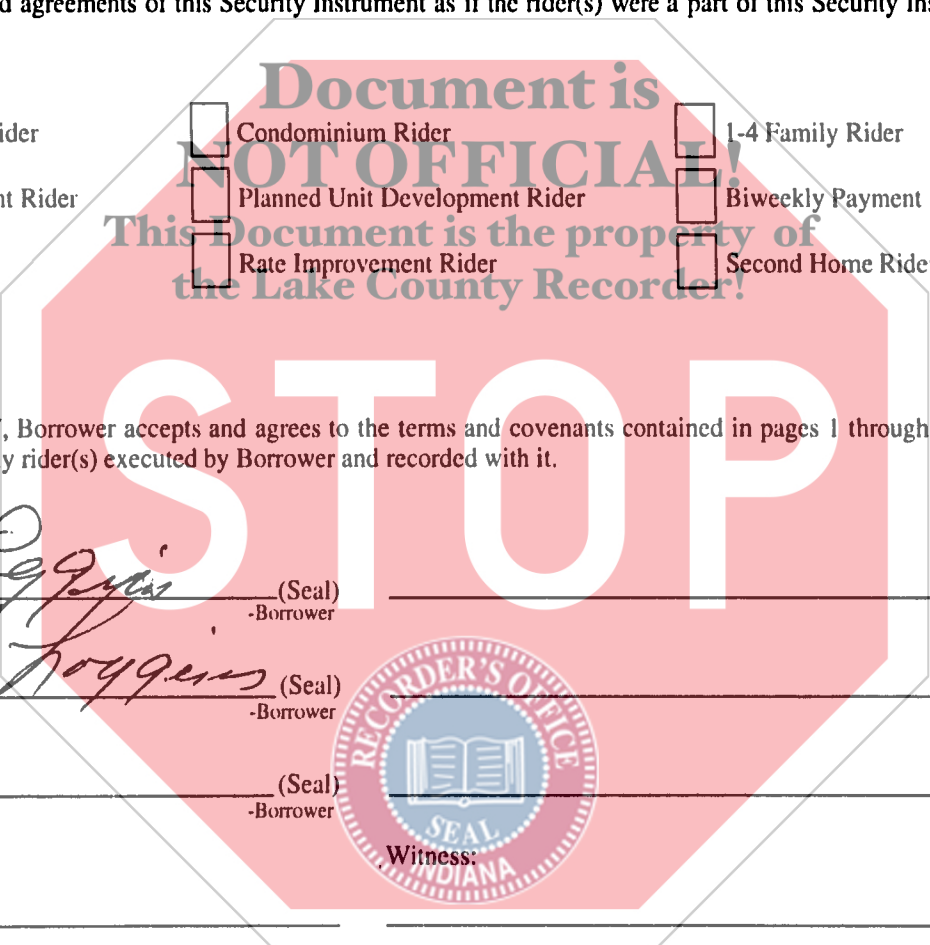 d agreements of this Security Instrument as if the rider(s) were a part of this Security Ins
Document is
ider Condominium Rider 1-4 Family Rider
NOT OFFICIAL!
nt Rider Planned Unit Development Rider Biweekly Payment
This Document is the property of
Rate Improvement Rider Second Home Ride
the Lake County Recorder!
STOP
, Borrower accepts and agrees to the terms and covenants contained in pages 1 through
y rider(s) executed by Borrower and recorded with it.
(Seal)
-Borrower
Loggins (Seal)
-Borrower
RECORDER'S OFFICE
(Seal)
-Borrower
SEAL
Witness:
INDIANA